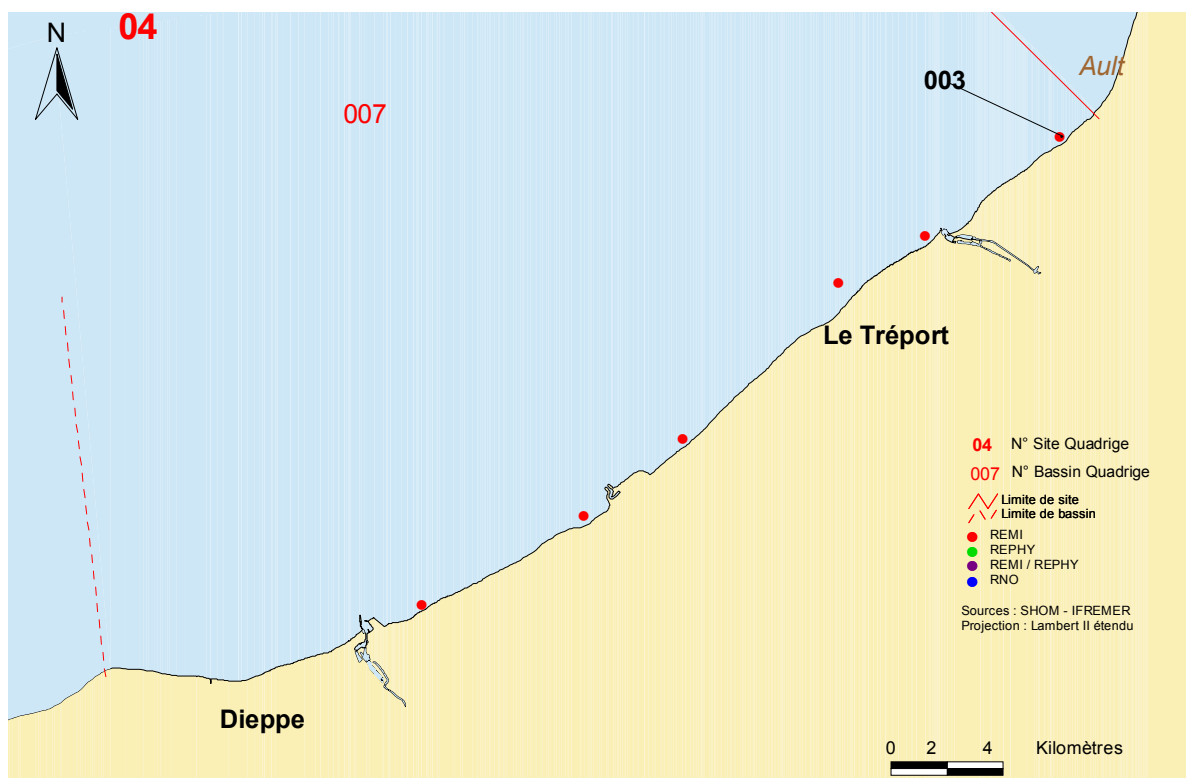 04
N
Ault
003
007
Le Tréport
04 N° Site Quadrige
007 N° Bassin Quadrige
Limite de site
Limite de bassin
REMI
REPHY
REMI / REPHY
RNO
Sources : SHOM - IFREMER
Projection : Lambert II étendu
Dieppe
0 2 4 Kilomètres